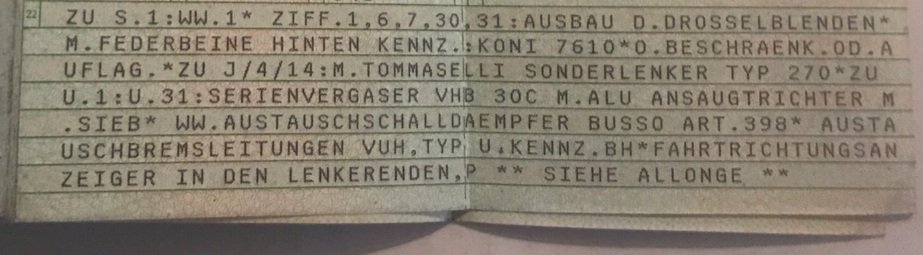 22 ZU S.1:WW.1* ZIFF.1,6,7,30,31:AUSBAU D.DROSSELBLENDEN*
M.FEDERBEINE HINTEN KENNZ.:KONI 7610*O.BESCHRAENK.OD.A
UFLAG.*ZU J/4/14:M.TOMMASELLI SONDERLENKER TYP 270*ZU
U.1:U.31:SERIENVERGASER VHB 30C M.ALU ANSAUGTRICHTER M
.SIEB* WW.AUSTAUSCHSCHALLDAEMPFER BUSSO ART.398* AUSTA
USCHBREMSLEITUNGEN VUH,TYP U.KENNZ.BH*FAHRTRICHTUNGSAN
ZEIGER IN DEN LENKERENDEN,P ** SIEHE ALLONGE **